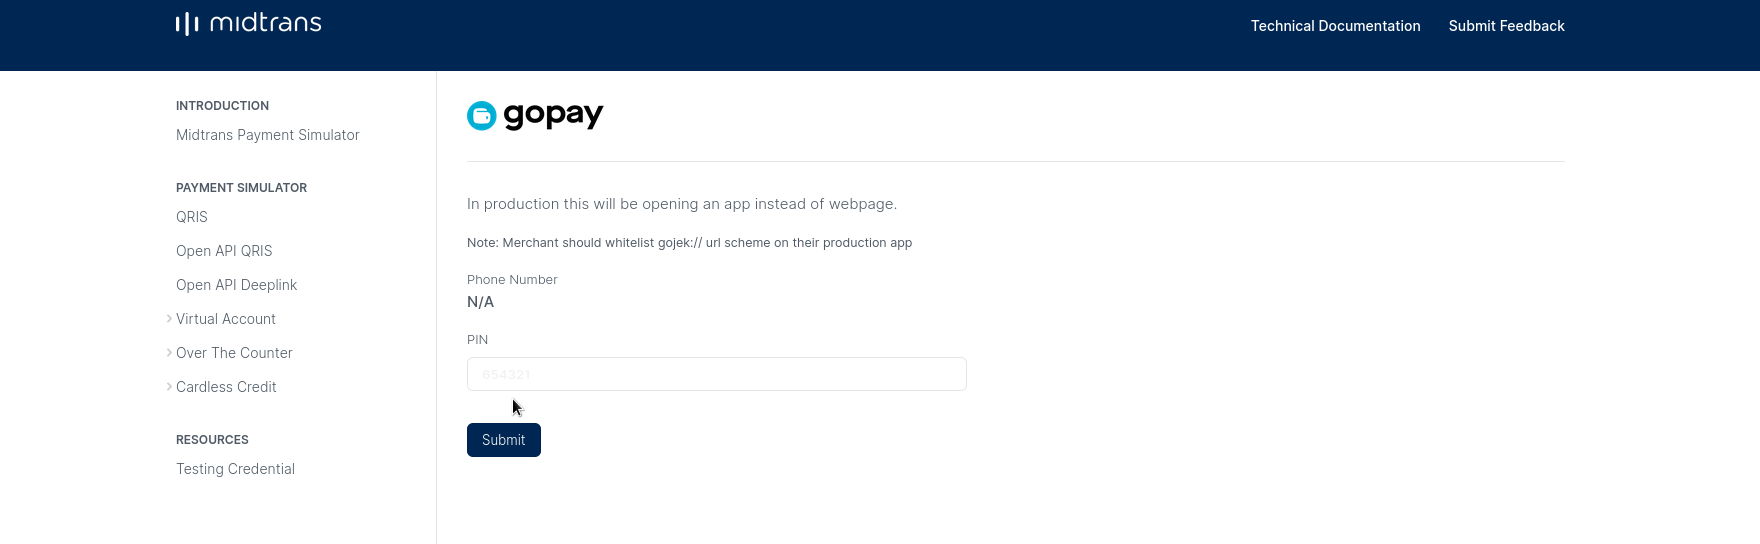 midtrans
Technical Documentation
Submit Feedback
INTRODUCTION
Midtrans Payment Simulator
PAYMENT SIMULATOR
QRIS
Open API QRIS
Open API Deeplink
Virtual Account
Over The Counter
Cardless Credit
RESOURCES
Testing Credential
gopay
In production this will be opening an app instead of webpage.
Note: Merchant should whitelist gojek:// url scheme on their production app
Phone Number
N/A
PIN
654321
Submit